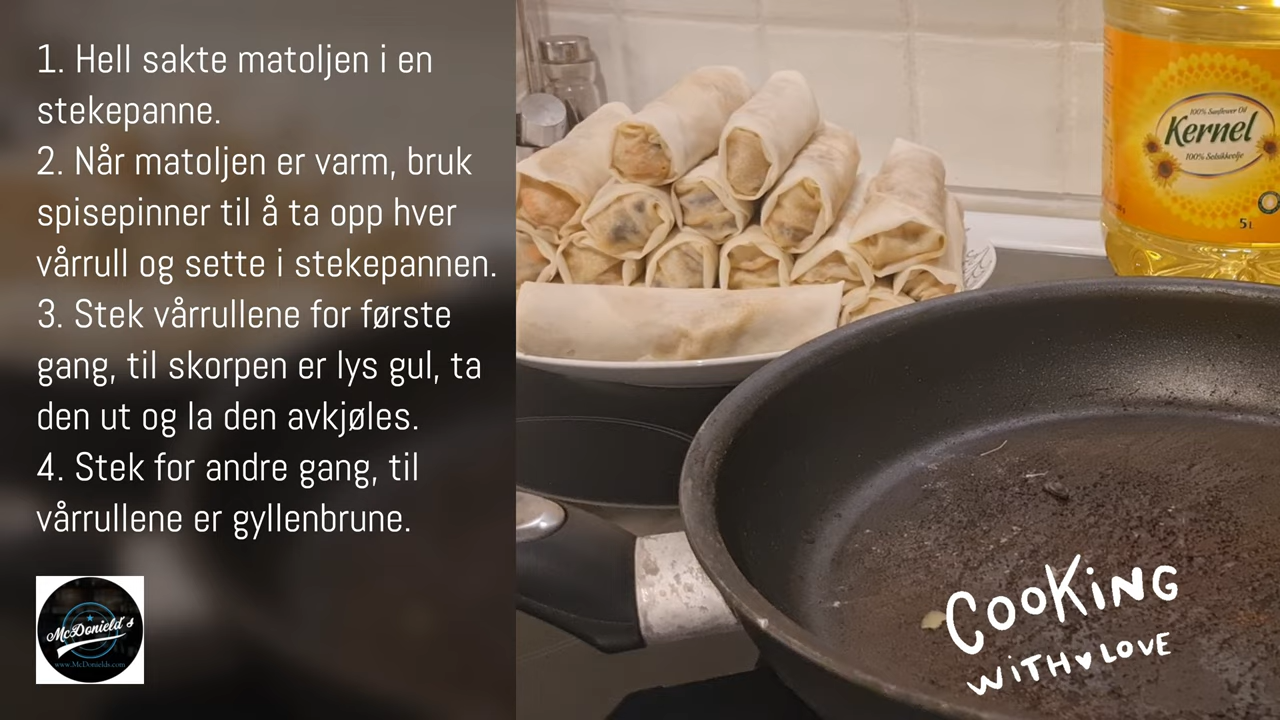 1. Hell sakte matoljen i en
stekepanne.
2. Når matoljen er varm, bruk
spisepinner til å ta opp hver
vårrull og sette i stekepannen.
3. Stek vårrullene for første
gang, til skorpen er lys gul, ta
den ut og la den avkjøles.
4. Stek for andre gang, til
vårrullene er gyllenbrune.
McDonield's
www.McDonields.com
100% Sunflower Oil
Kernel
100% Solsikkeolje
5L
COOKING
WITH LOVE